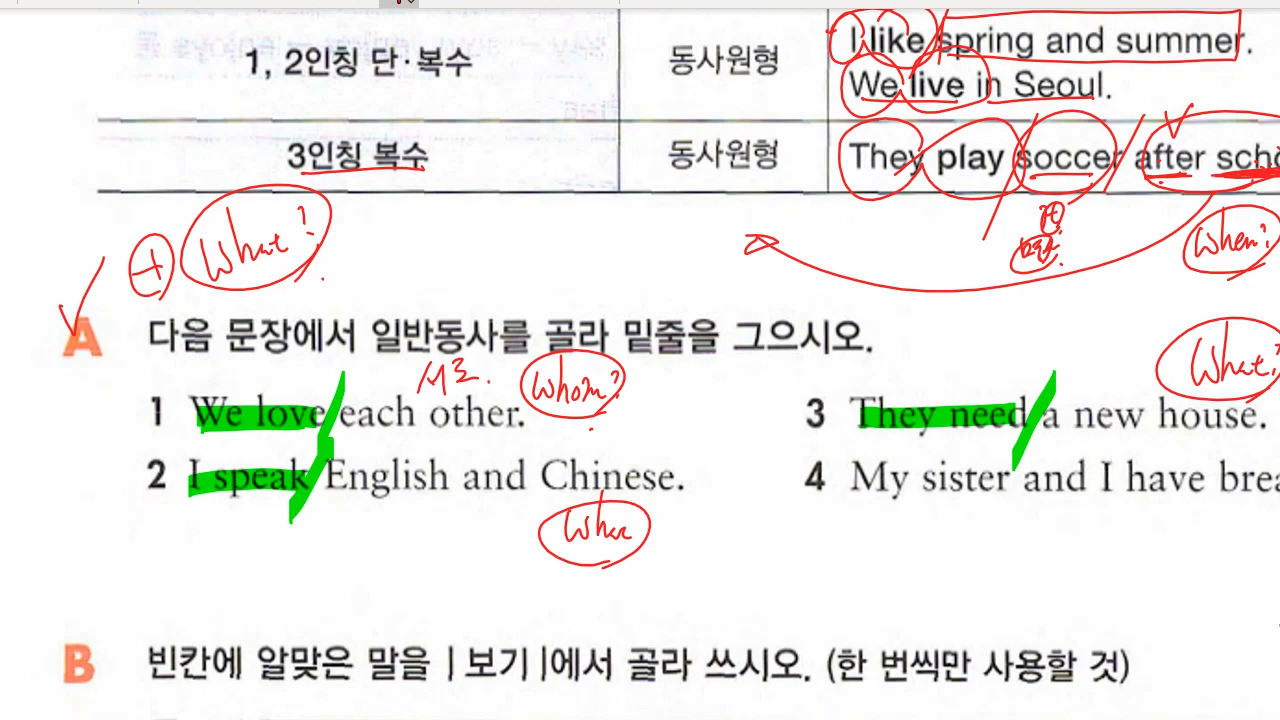 1, 2인칭 단·복수 동사원형 I like spring and summer.
We live in Seoul.
3인칭 복수 동사원형 They play soccer after
+ What? When?
A 다음 문장에서 일반동사를 골라 밑줄을 그으시오.
서로. Whom? What?
1 We love each other.
3 They need a new house.
2 I speak English and Chinese.
4 My sister and I have
B 빈칸에 알맞은 말을 | 보기 |에서 골라 쓰시오. (한 번씩만 사용할 것)